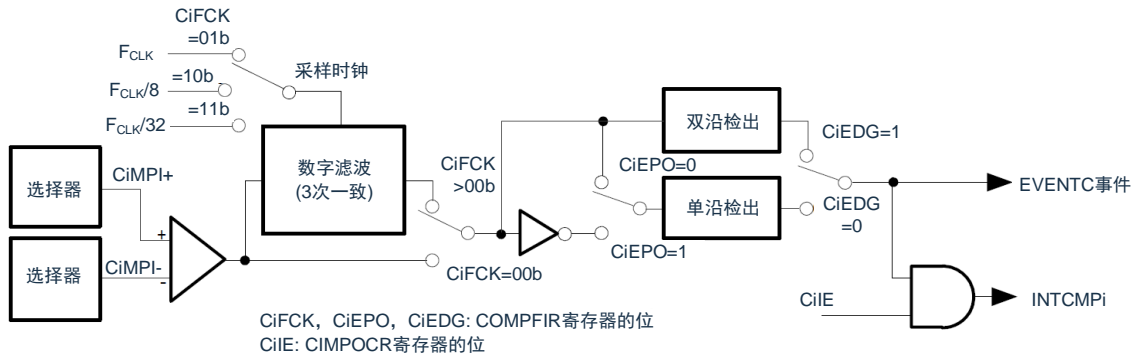 CiFCK
=01b
FCLK
采样时钟
=10b
FCLK/8
=11b
FCLK/32
数字滤波
(3次一致)
双沿检出
CiEDG=1
CiFCK
>00b
CiEPO=0
选择器
CiMPI+
单沿检出
EVENTC事件
CiEDG
=0
+
选择器
CiMPI-
-
CiEPO=1
CiFCK=00b
CiIE
INTCMPi
CiFCK，CiEPO，CiEDG: COMPFIR寄存器的位
CiIE: CIMPOCR寄存器的位